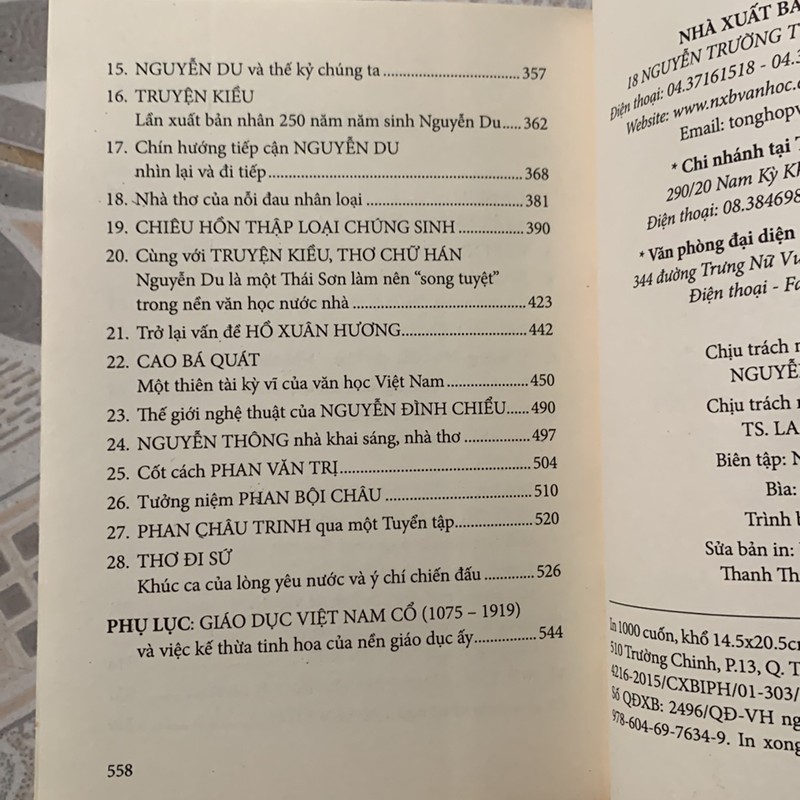 15. NGUYỄN DU và thế kỷ chúng ta ........ 357
16. TRUYỆN KIỀU
Lần xuất bản nhân 250 năm năm sinh Nguyễn Du ..... 362
17. Chín hướng tiếp cận NGUYỄN DU
nhìn lại và đi tiếp ........ 368
18. Nhà thơ của nỗi đau nhân loại ........ 381
19. CHIÊU HỒN THẬP LOẠI CHÚNG SINH ........ 390
20. Cùng với TRUYỆN KIỀU, THƠ CHỮ HÁN
Nguyễn Du là một Thái Sơn làm nên “song tuyệt”
trong nền văn học nước nhà ........ 423
21. Trở lại vấn đề HỒ XUÂN HƯƠNG ........ 442
22. CAO BÁ QUÁT
Một thiên tài kỳ vĩ của văn học Việt Nam ........ 450
23. Thế giới nghệ thuật của NGUYỄN ĐÌNH CHIỂU ...... 490
24. NGUYỄN THÔNG nhà khai sáng, nhà thơ ........ 497
25. Cốt cách PHAN VĂN TRỊ ........ 504
26. Tưởng niệm PHAN BỘI CHÂU ........ 510
27. PHAN CHÂU TRINH qua một Tuyển tập ........ 520
28. THƠ ĐI SỨ
Khúc ca của lòng yêu nước và ý chí chiến đấu ........ 526
PHỤ LỤC: GIÁO DỤC VIỆT NAM CỔ (1075 – 1919)
và việc kế thừa tinh hoa của nền giáo dục ấy ........ 544
558
NHÀ XUẤT BẢ
18 NGUYỄN TRƯỜNG T
Điện thoại: 04.37161518 - 04.3
Website: www.nxbvanhoc.c
Email: tonghopv
* Chi nhánh tại T
290/20 Nam Kỳ Kh
Điện thoại: 08.384698
* Văn phòng đại diện
344 đường Trưng Nữ Vư
Điện thoại - Fa
Chịu trách n
NGUYỄ
Chịu trách n
TS. LA
Biên tập: N
Bìa:
Trình b
Sửa bản in:
Thanh Th
In 1000 cuốn, khổ 14.5x20.5cm
510 Trường Chinh, P.13, Q. T
4216-2015/CXBIPH/01-303/
Số QĐXB: 2496/QĐ-VH ng
978-604-69-7634-9. In xong